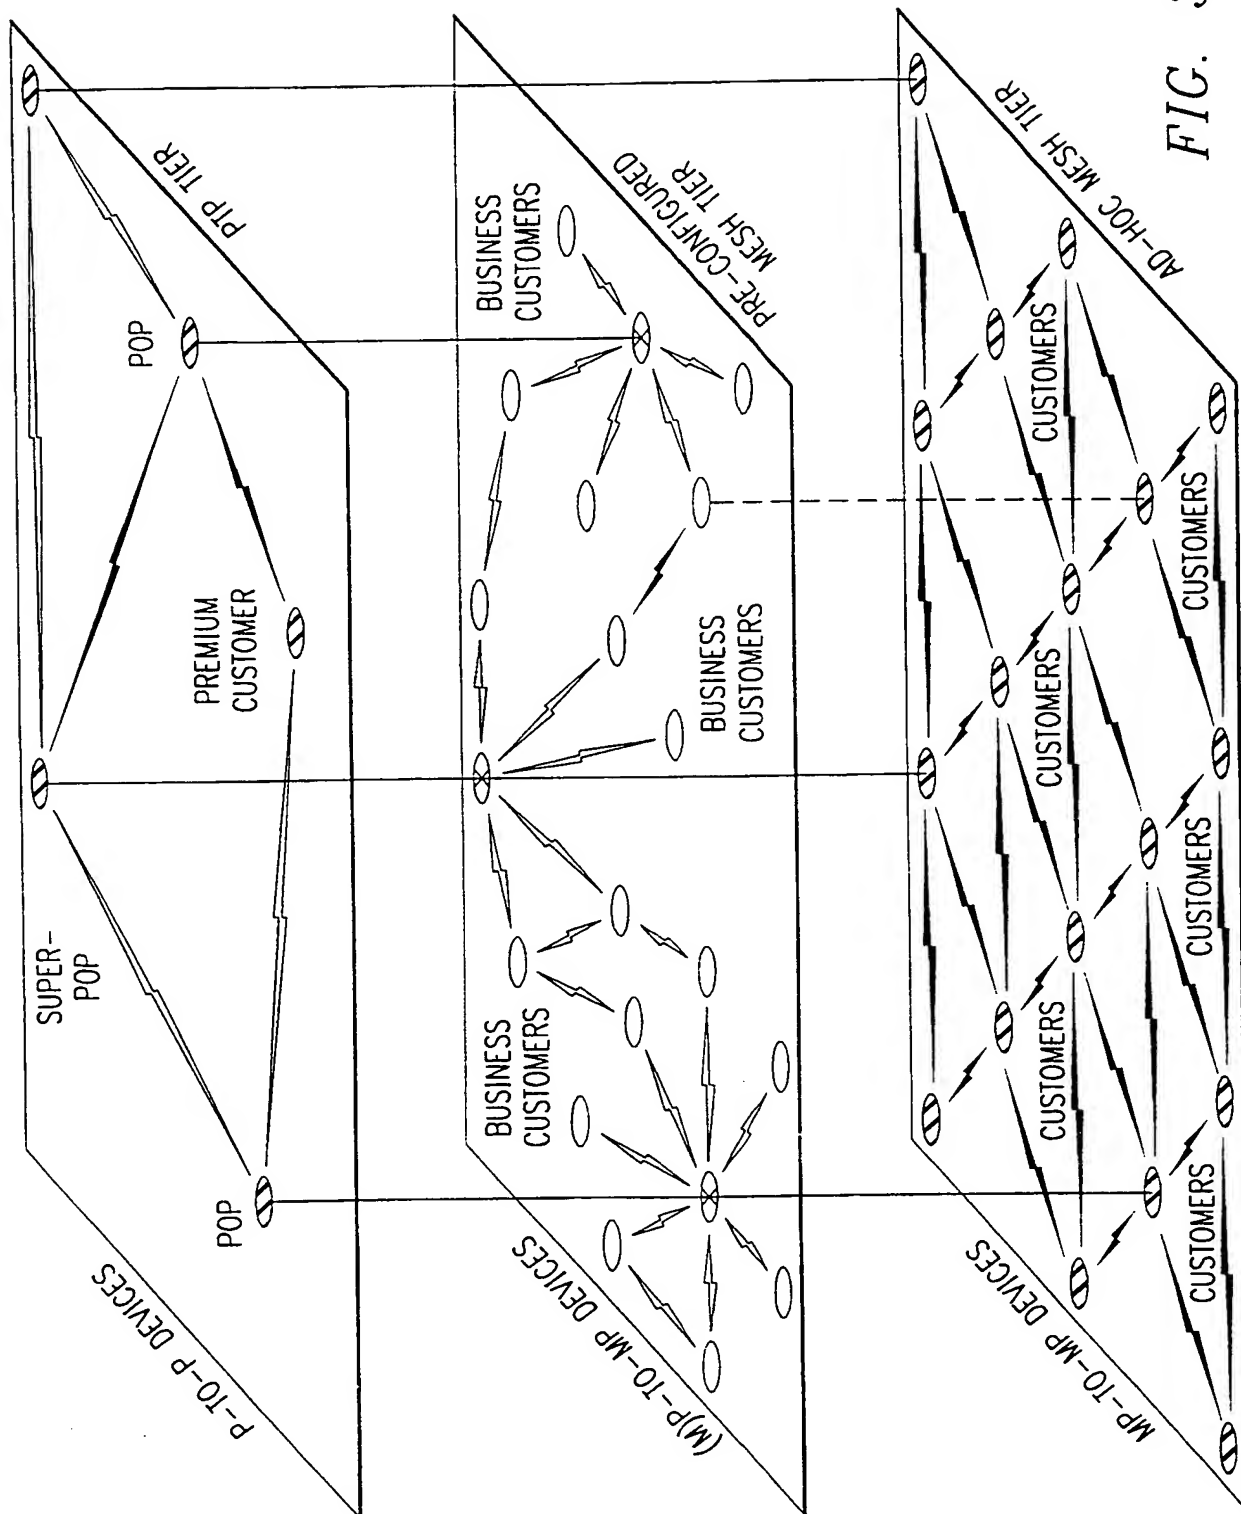 SUPER-
POP
POP
POP
PREMIUM
CUSTOMER
P-TO-P DEVICES
PTP TIER
BUSINESS
CUSTOMERS
BUSINESS
CUSTOMERS
BUSINESS
CUSTOMERS
(M)P-TO-MP DEVICES
PRE-CONFIGURED
MESH TIER
CUSTOMERS
CUSTOMERS
CUSTOMERS
CUSTOMERS
CUSTOMERS
CUSTOMERS
CUSTOMERS
MP-TO-MP DEVICES
AD-HOC MESH TIER
FIG.